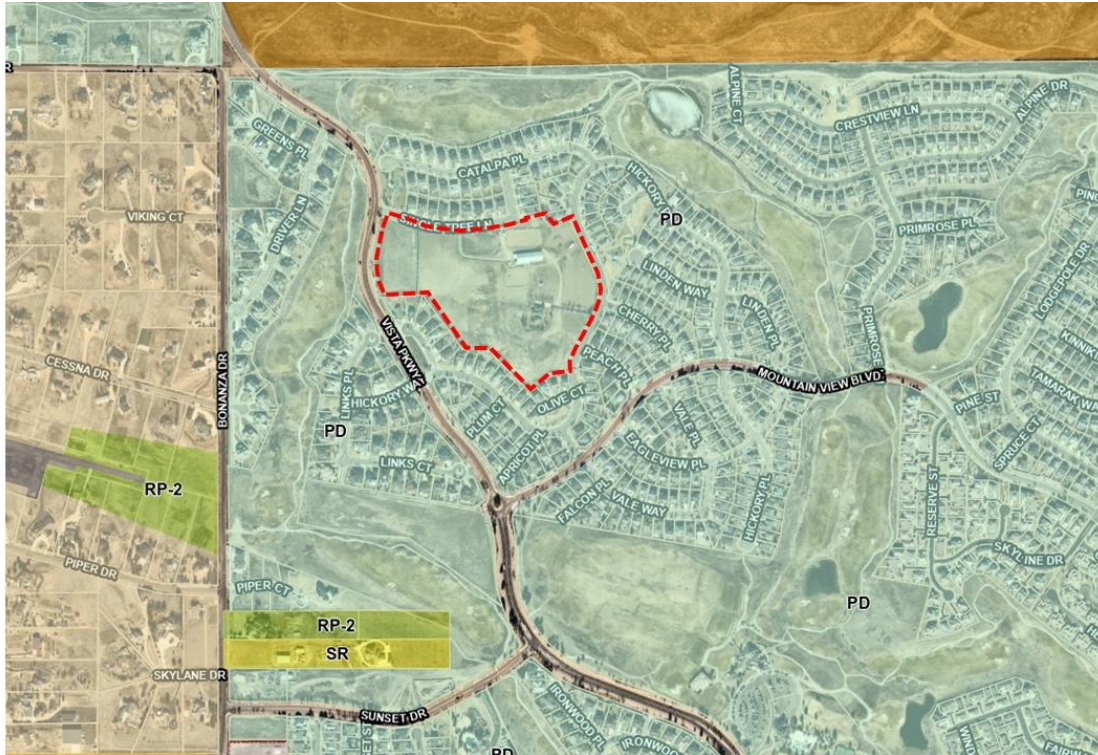 ALPINE CT
ALPINE DR
CRESTVIEW LN
GREENS PL
CATALPA PL
HICKORY
VIKING CT
DRIVER LN
SINGLETREE LN
PD
PRIMROSE PL
LODGEPOLE DR
LINDEN WAY
LINDEN PL
PRIMROSE
CHERRY PL
VISTA PKWY
PEACH PL
CESSNA DR
BONANZA DR
LINKS PL
HICKORY WAY
MOUNTAIN VIEW BLVD
TAMARAK WA
PINE ST
SPRUCE CT
OLIVE CT
PLUM CT
PD
APRICOT PL
VALE PL
EAGLEVIEW PL
LINKS CT
RP-2
FALCON PL
VALE WAY
HICKORY PL
RESERVE ST
SKYLINE DR
PIPER DR
PIPER CT
PD
RP-2
SR
SKYLANE DR
SUNSET DR
IRONWOOD PL
IRONWOOD
PD